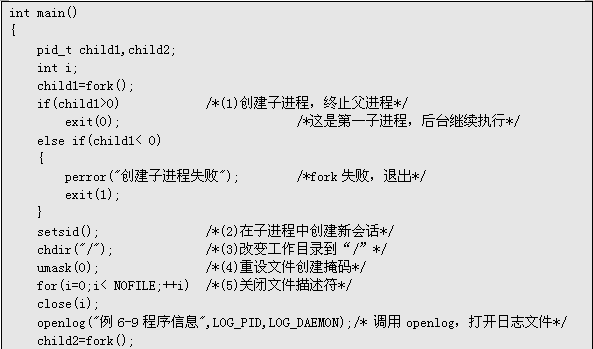 int main()
{
pid_t child1,child2;
int i;
child1=fork();
if(child1>0) /*(1)创建子进程，终止父进程*/
exit(0); /*这是第一子进程，后台继续执行*/
else if(child1< 0)
{
perror("创建子进程失败"); /*fork 失败，退出*/
exit(1);
}
setsid(); /*(2)在子进程中创建新会话*/
chdir("/"); /*(3)改变工作目录到“/”*/
umask(0); /*(4)重设文件创建掩码*/
for(i=0;i< NOFILE;++i) /*(5)关闭文件描述符*/
close(i);
openlog("例 6-9 程序信息",LOG_PID,LOG_DAEMON);/* 调用 openlog，打开日志文件*/
child2=fork();